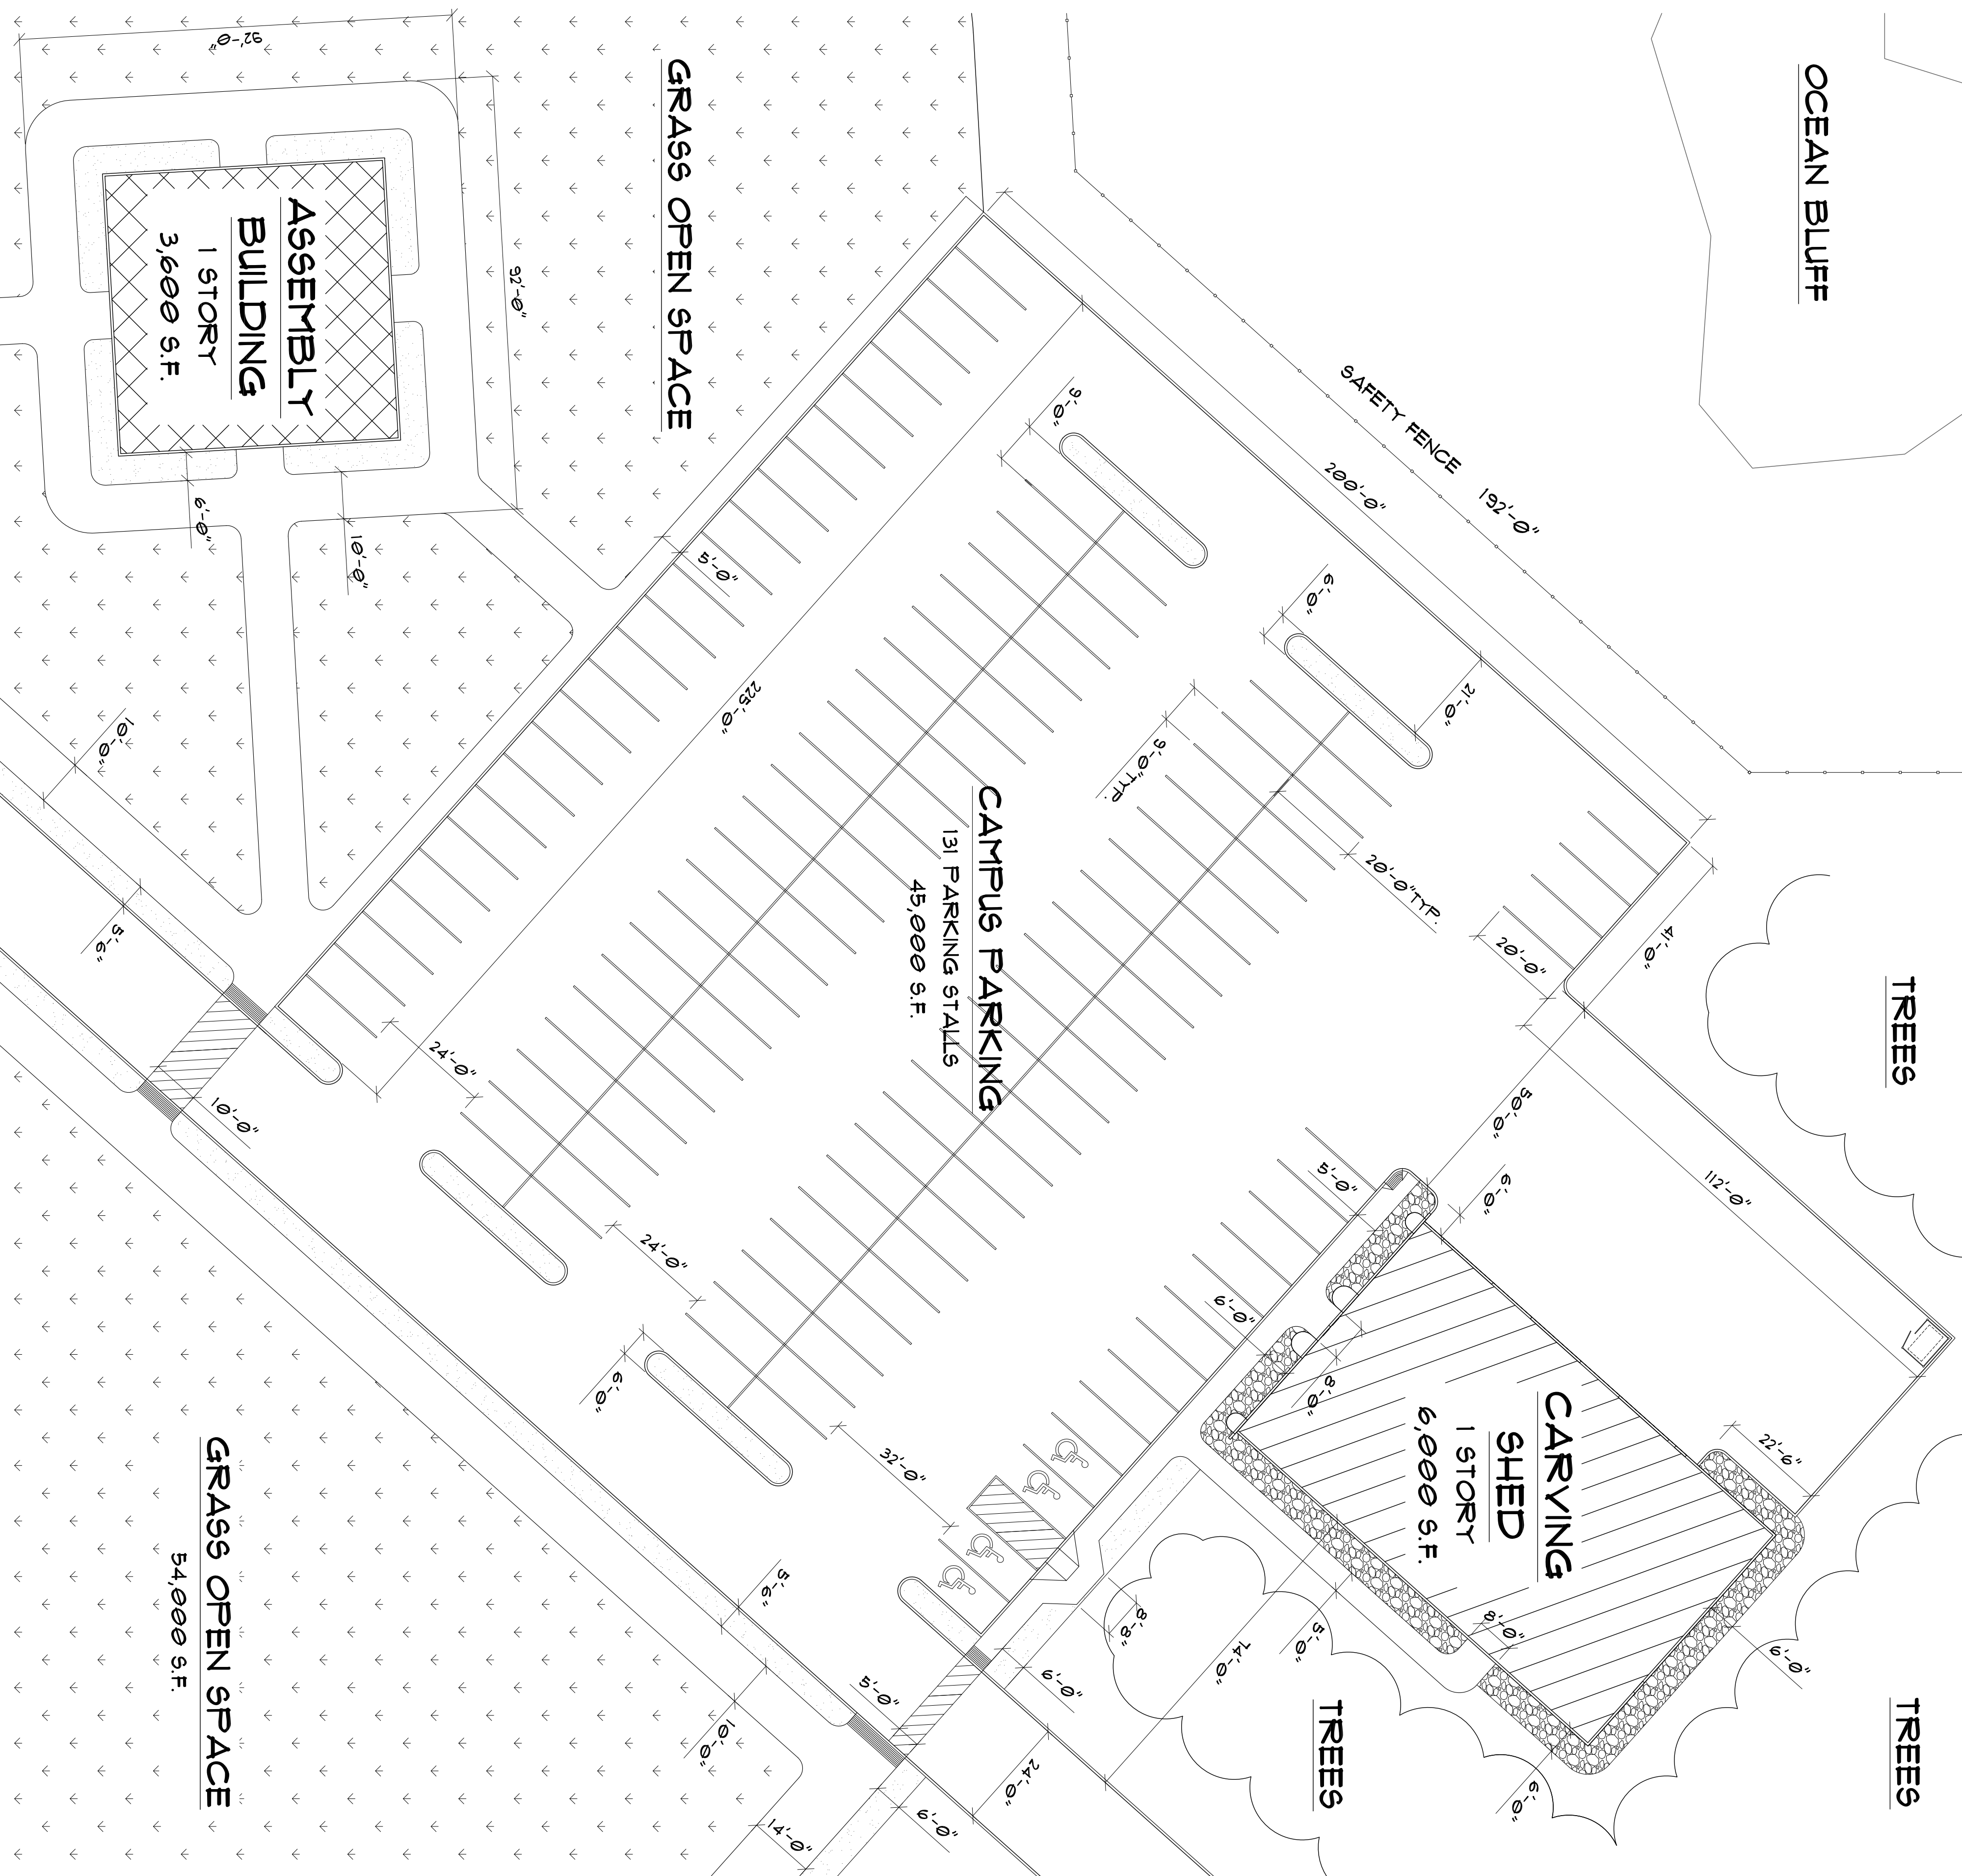 OCEAN BLUFF
SAFETY FENCE 192'-0"
200'-0"
GRASS OPEN SPACE
92'-0"
92'-0"
ASSEMBLY
BUILDING
1 STORY
3,600 S.F.
6'-0"
10'-0"
5'-0"
225'-0"
9'-0"
6'-0"
21'-0"
9'-0" TYP.
20'-0" TYP.
20'-0"
41'-0"
TREES
CAMPUS PARKING
131 PARKING STALLS
45,000 S.F.
10'-0"
5'-6"
10'-0"
24'-0"
24'-0"
6'-0"
32'-0"
50'-0"
112'-0"
5'-0"
6'-0"
6'-0"
8'-0"
CARVING
SHED
1 STORY
6,000 S.F.
22'-6"
8'-0"
6'-0"
6'-0"
5'-0"
8'-8"
74'-0"
TREES
TREES
5'-6"
5'-0"
6'-0"
10'-0"
24'-0"
6'-0"
14'-0"
GRASS OPEN SPACE
54,000 S.F.